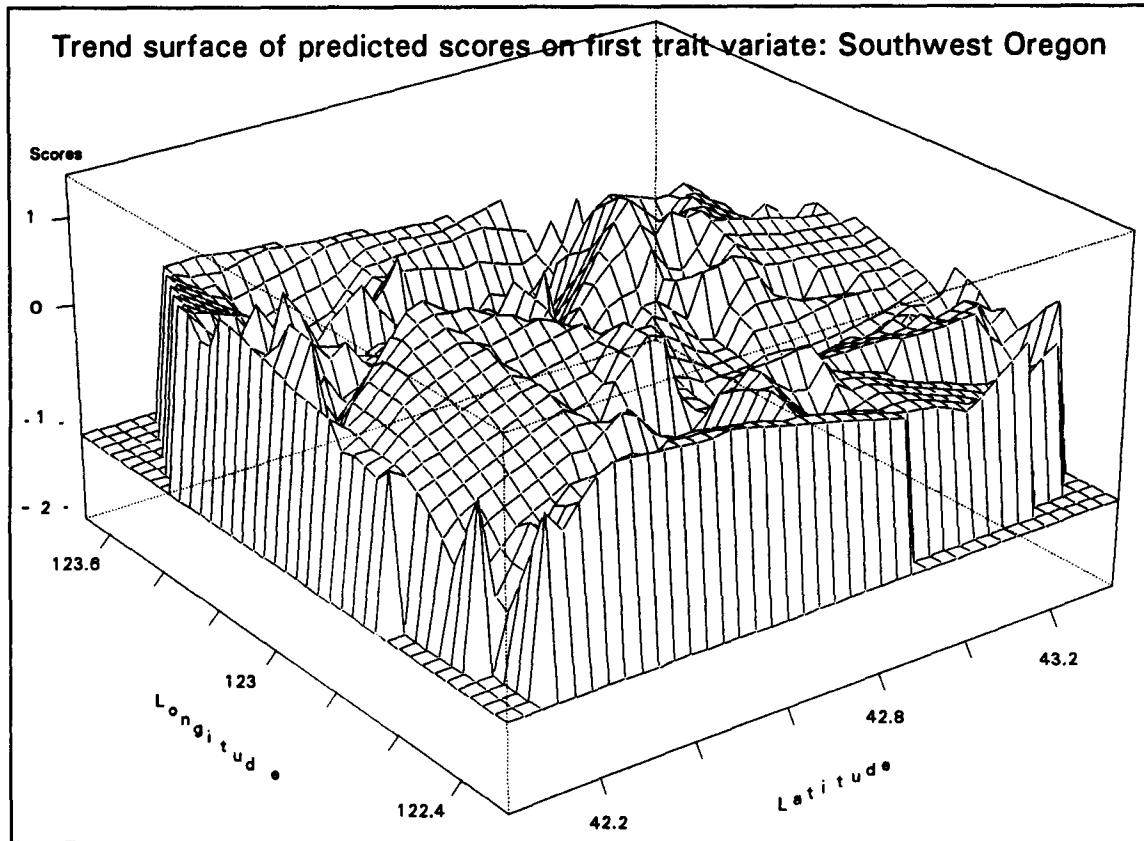 Trend surface of predicted scores on first trait variate: Southwest Oregon
Scores
1
0
- 1
- 2
123.6
123
122.4
Longitude
42.2
42.8
43.2
Latitude